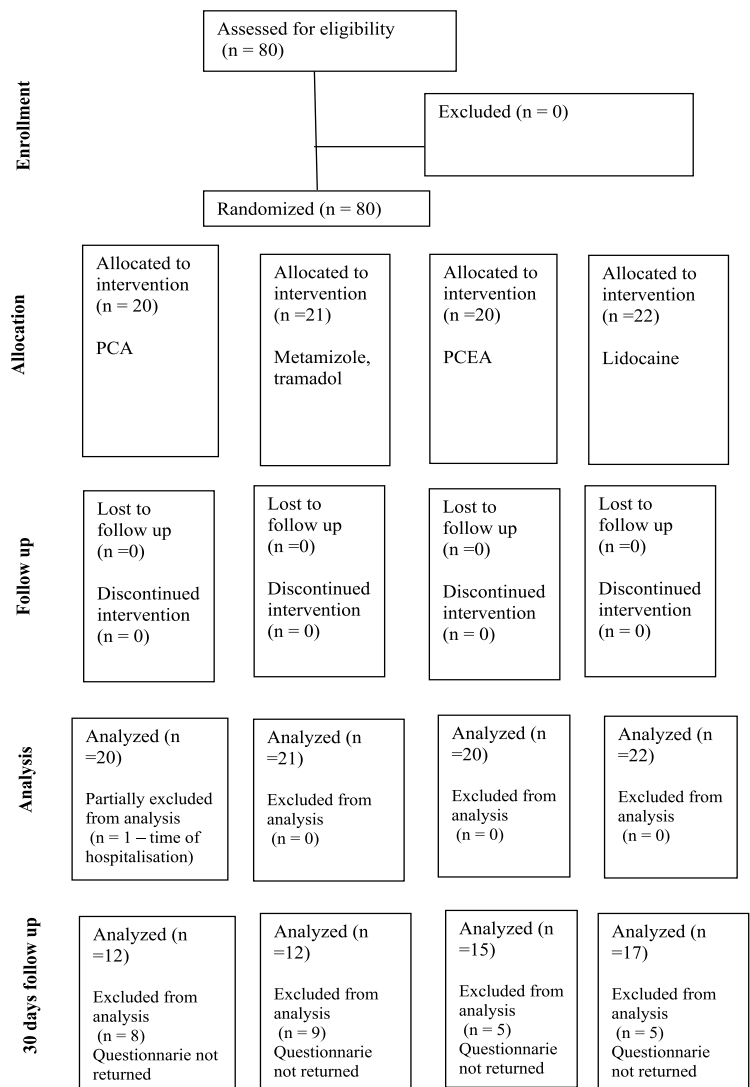 Assessed for eligibility
(n = 80)
Enrollment
Excluded (n = 0)
Randomized (n = 80)
Allocation
Allocated to
intervention
(n = 20)
PCA
Allocated to
intervention
(n =21)
Metamizole,
tramadol
Allocated to
intervention
(n =20)
PCEA
Allocated to
intervention
(n =22)
Lidocaine
Follow up
Lost to
follow up
(n =0)
Discontinued
intervention
(n = 0)
Lost to
follow up
(n =0)
Discontinued
intervention
(n = 0)
Lost to
follow up
(n =0)
Discontinued
intervention
(n = 0)
Lost to
follow up
(n =0)
Discontinued
intervention
(n = 0)
Analysis
Analyzed (n
=20)
Partially excluded
from analysis
(n = 1 – time of
hospitalisation)
Analyzed (n
=21)
Excluded from
analysis
(n = 0)
Analyzed (n
=20)
Excluded from
analysis
(n = 0)
Analyzed (n
=22)
Excluded from
analysis
(n = 0)
30 days follow up
Analyzed (n
=12)
Excluded from
analysis
(n = 8)
Questionnarie not
returned
Analyzed (n
=12)
Excluded from
analysis
(n = 9)
Questionnarie
not returned
Analyzed (n
=15)
Excluded from
analysis
(n = 5)
Questionnarie
not returned
Analyzed (n
=17)
Excluded from
analysis
(n = 5)
Questionnarie
not returned